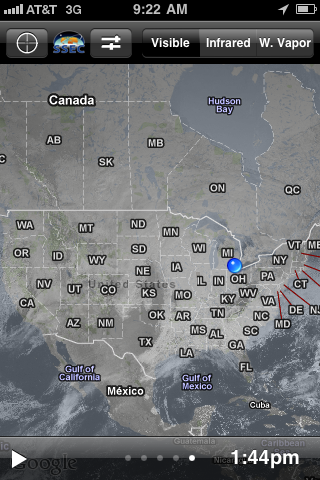 AT&T 3G 9:22 AM
SSEC Visible Infrared W. Vapor
Canada
Hudson
Bay
AB
MB
SK
ON
QC
WA
MT
ND
MN
VT
ME
OR
ID
SD
WI
MI
NY
WY
NE
IA
PA
CT
NV
UT
CO
United States
KS
MO
IL
IN
OH
WV
VA
DE
NJ
CA
KY
MD
AZ
NM
OK
AR
TN
NC
MS
AL
SC
TX
GA
LA
FL
Gulf of
California
Gulf of
Mexico
México
Cuba
Guatemala
Caribbean
Google
1:44pm